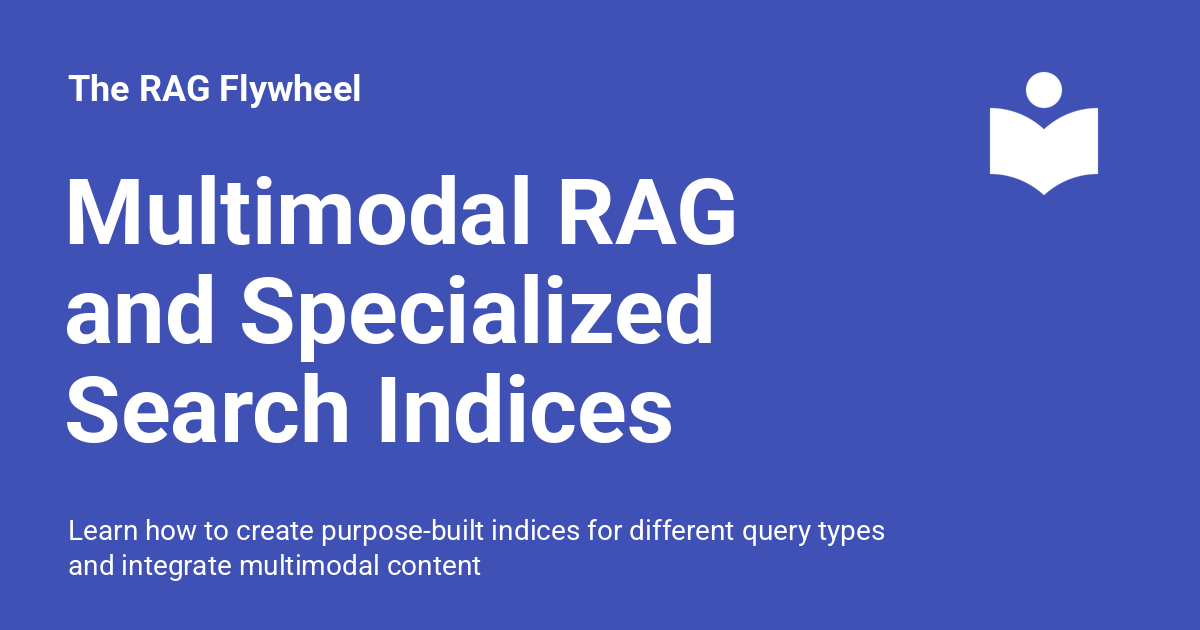 The RAG Flywheel
Multimodal RAG
and Specialized
Search Indices
Learn how to create purpose-built indices for different query types
and integrate multimodal content